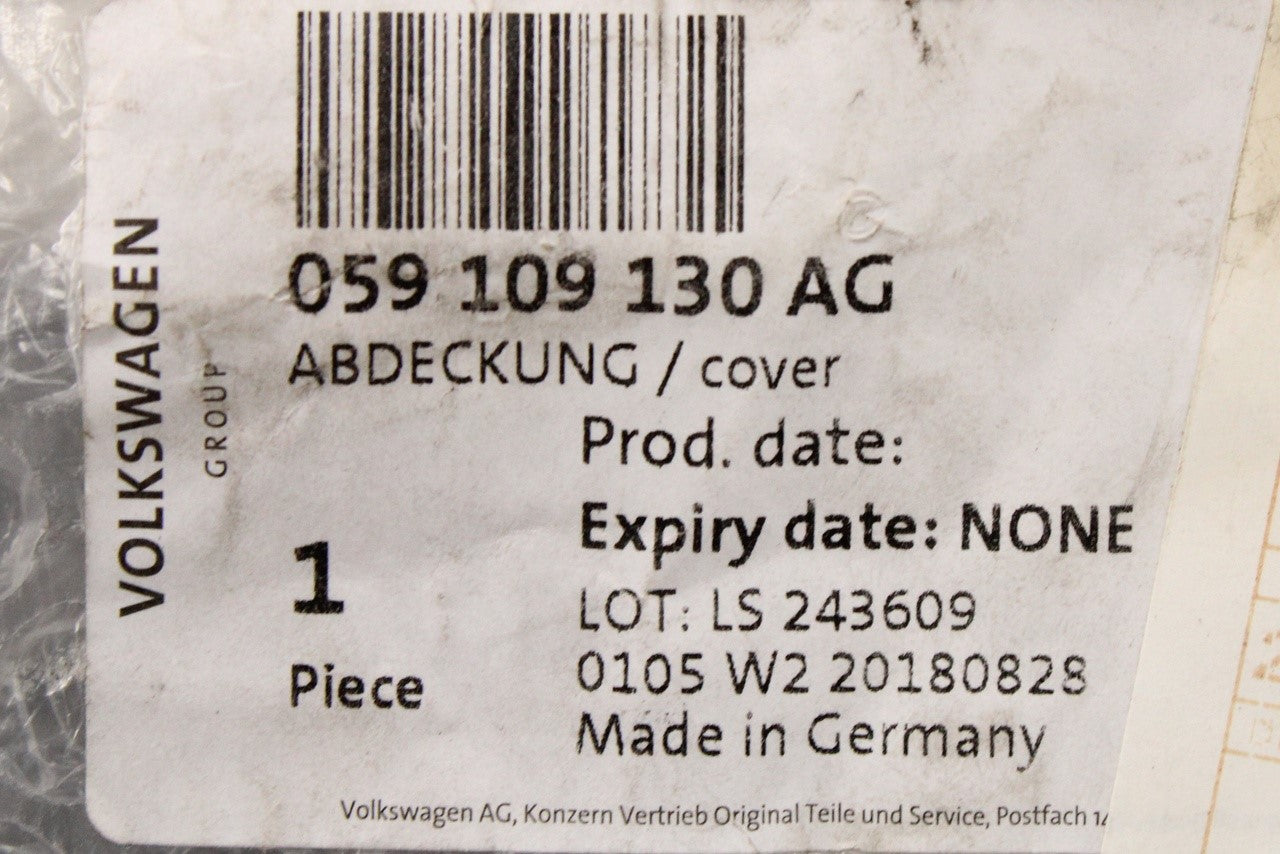 VOLKSWAGEN
GROUP
059 109 130 AG
ABDECKUNG / cover
Prod. date:
Expiry date: NONE
1
Piece
LOT: LS 243609
0105 W2 20180828
Made in Germany
Volkswagen AG, Konzern Vertrieb Original Teile und Service, Postfach